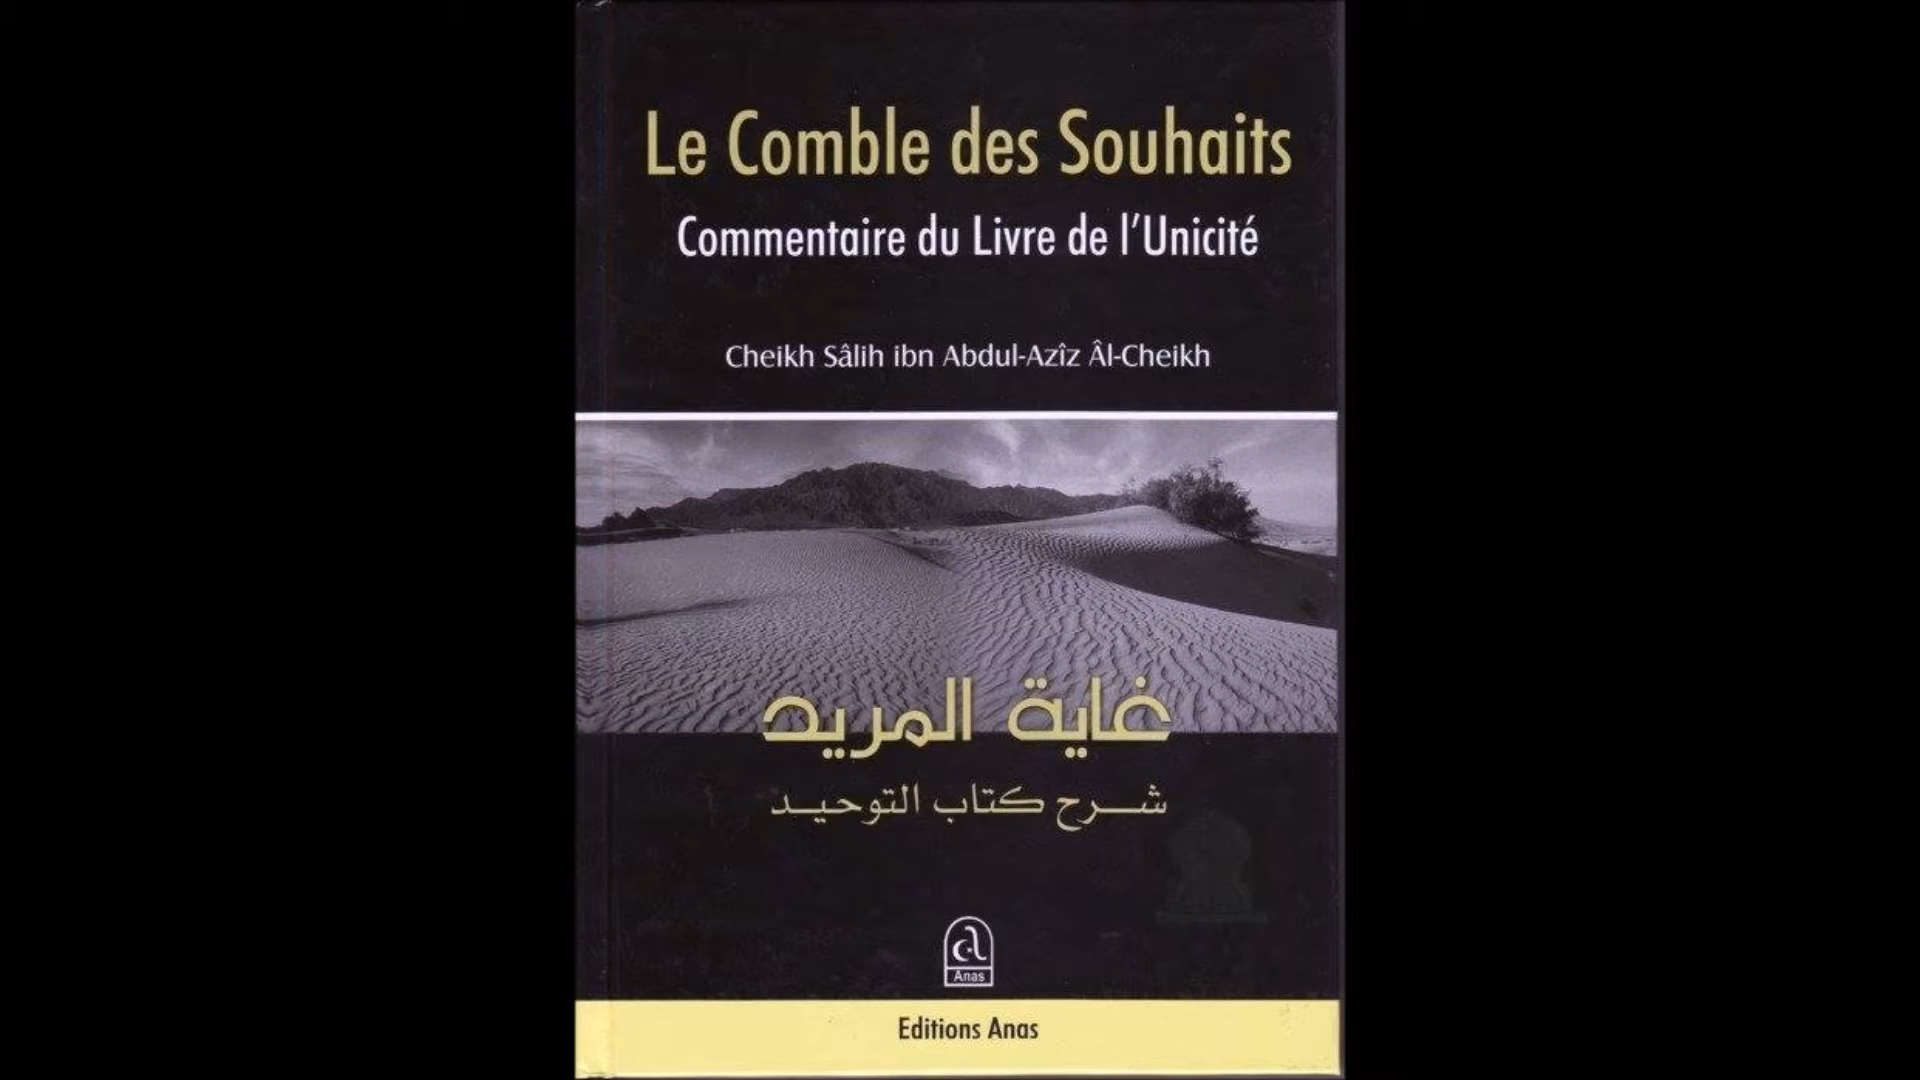 Le Comble des Souhaits
Commentaire du Livre de l'Unicité
Cheikh Sâlih ibn Abdul-Azîz Âl-Cheikh
غاية المريد
شرح كتاب التوحيد
Anas
Editions Anas